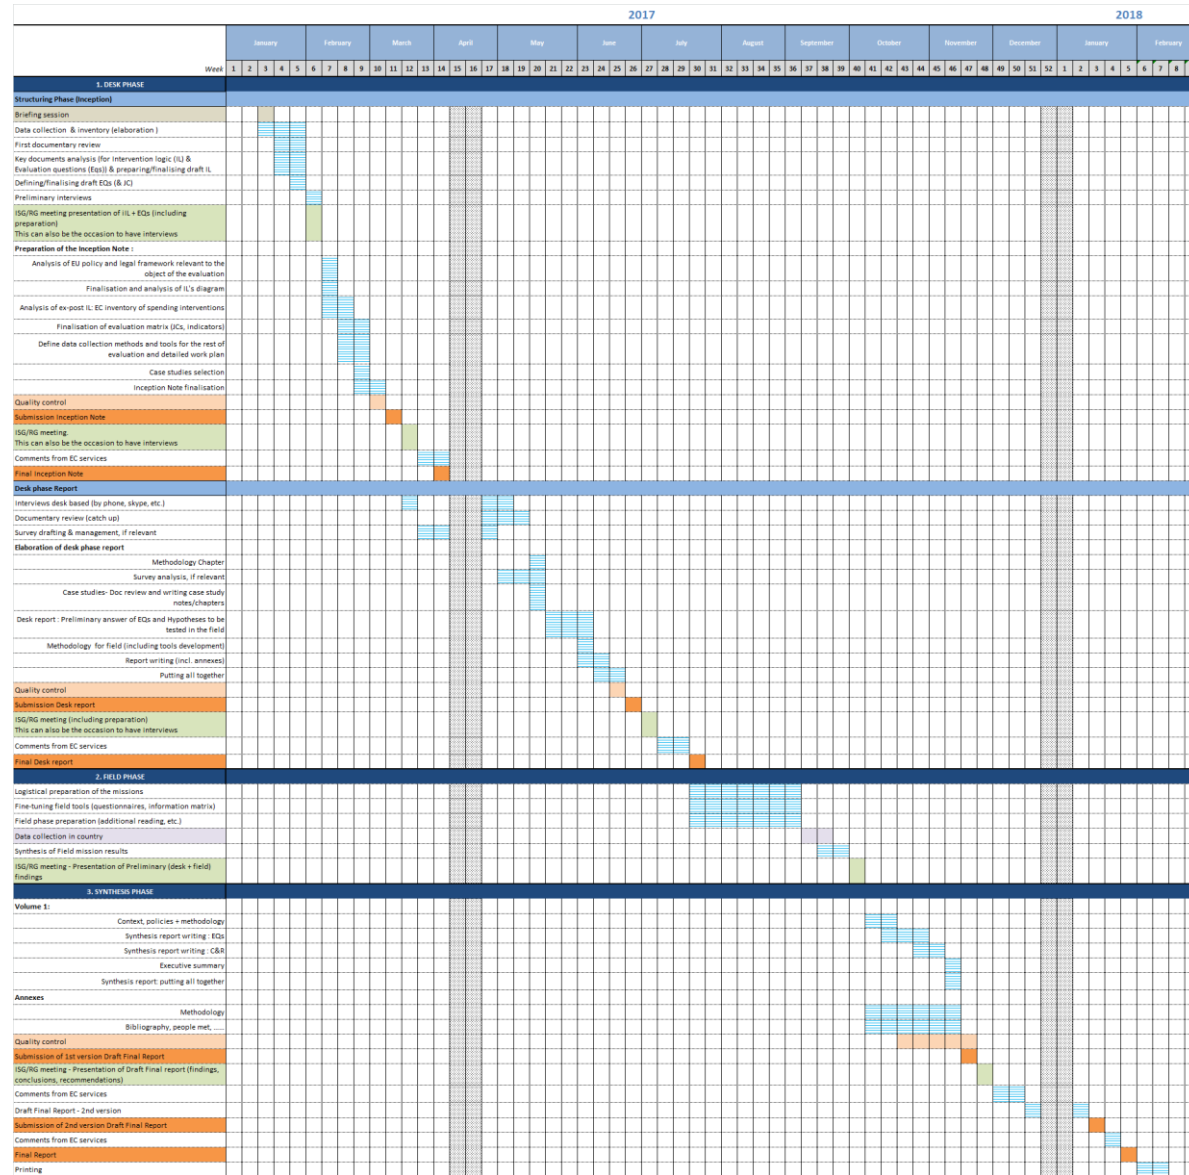 2017 2018
January February March April May June July August September October November December January February
Week 1 2 3 4 5 6 7 8 9 10 11 12 13 14 15 16 17 18 19 20 21 22 23 24 25 26 27 28 29 30 31 32 33 34 35 36 37 38 39 40 41 42 43 44 45 46 47 48 49 50 51 52 1 2 3 4 5 6 7 8
1. DESK PHASE
Structuring Phase (Inception)
Briefing session
Data collection & inventory (elaboration )
First documentary review
Key documents analysis (for Intervention logic (IL) &
Evaluation questions (Eqs)) & preparing/finalising draft IL
Defining/finalising draft EQs (& JC)
Preliminary interviews
ISG/RG meeting presentation of IIL + EQs (including
preparation)
This can also be the occasion to have interviews
Preparation of the Inception Note :
Analysis of EU policy and legal framework relevant to the
object of the evaluation
Finalisation and analysis of IL's diagram
Analysis of ex-post IL: EC inventory of spending interventions
Finalisation of evaluation matrix (JCs, indicators)
Define data collection methods and tools for the rest of
evaluation and detailed work plan
Case studies selection
Inception Note finalisation
Quality control
Submission Inception Note
ISG/RG meeting.
This can also be the occasion to have interviews
Comments from EC services
Final Inception Note
Desk phase Report
Interviews desk based (by phone, skype, etc.)
Documentary review (catch up)
Survey drafting & management, if relevant
Elaboration of desk phase report
Methodology Chapter
Survey analysis, if relevant
Case studies- Doc review and writing case study
notes/chapters
Desk report : Preliminary answer of EQs and Hypotheses to be
tested in the field
Methodology for field (including tools development)
Report writing (incl. annexes)
Putting all together
Quality control
Submission Desk report
ISG/RG meeting (including preparation)
This can also be the occasion to have interviews
Comments from EC services
Final Desk report
2. FIELD PHASE
Logistical preparation of the missions
Fine-tuning field tools (questionnaires, information matrix)
Field phase preparation (additional reading, etc.)
Data collection in country
Synthesis of Field mission results
ISG/RG meeting - Presentation of Preliminary (desk + field)
findings
3. SYNTHESIS PHASE
Volume 1:
Context, policies + methodology
Synthesis report writing : EQs
Synthesis report writing : C&R
Executive summary
Synthesis report: putting all together
Annexes
Methodology
Bibliography, people met, .....
Quality control
Submission of 1st version Draft Final Report
ISG/RG meeting - Presentation of Draft Final report (findings,
conclusions, recommendations)
Comments from EC services
Draft Final Report - 2nd version
Submission of 2nd version Draft Final Report
Comments from EC services
Final Report
Printing